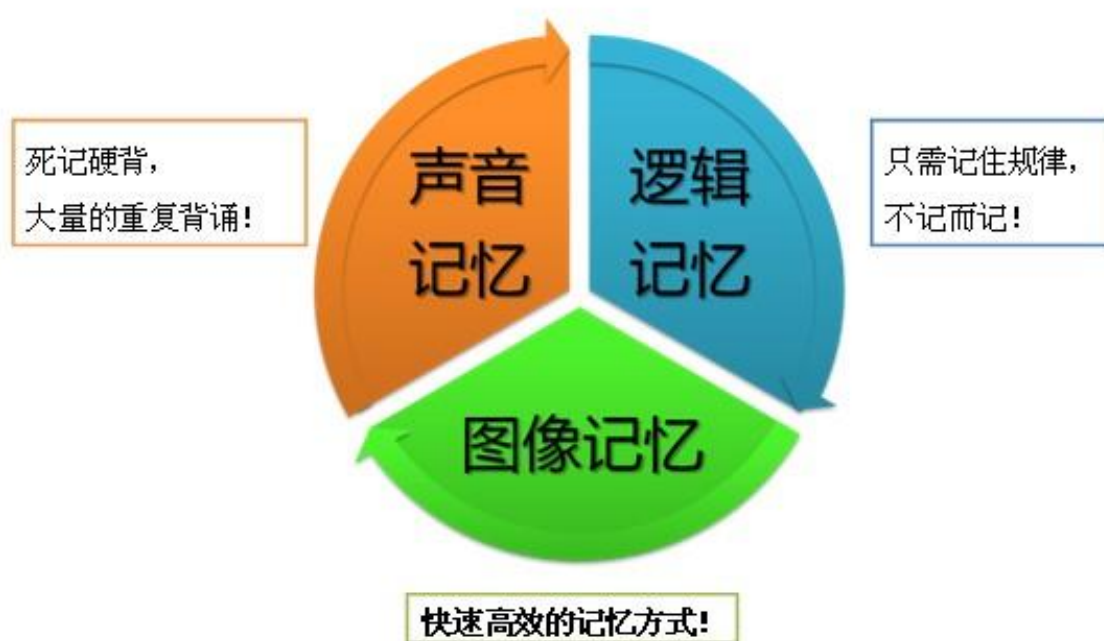 声音
记忆
逻辑
记忆
图像记忆
死记硬背，
大量的重复背诵！
只需记住规律，
不记而记！
快速高效的记忆方式！